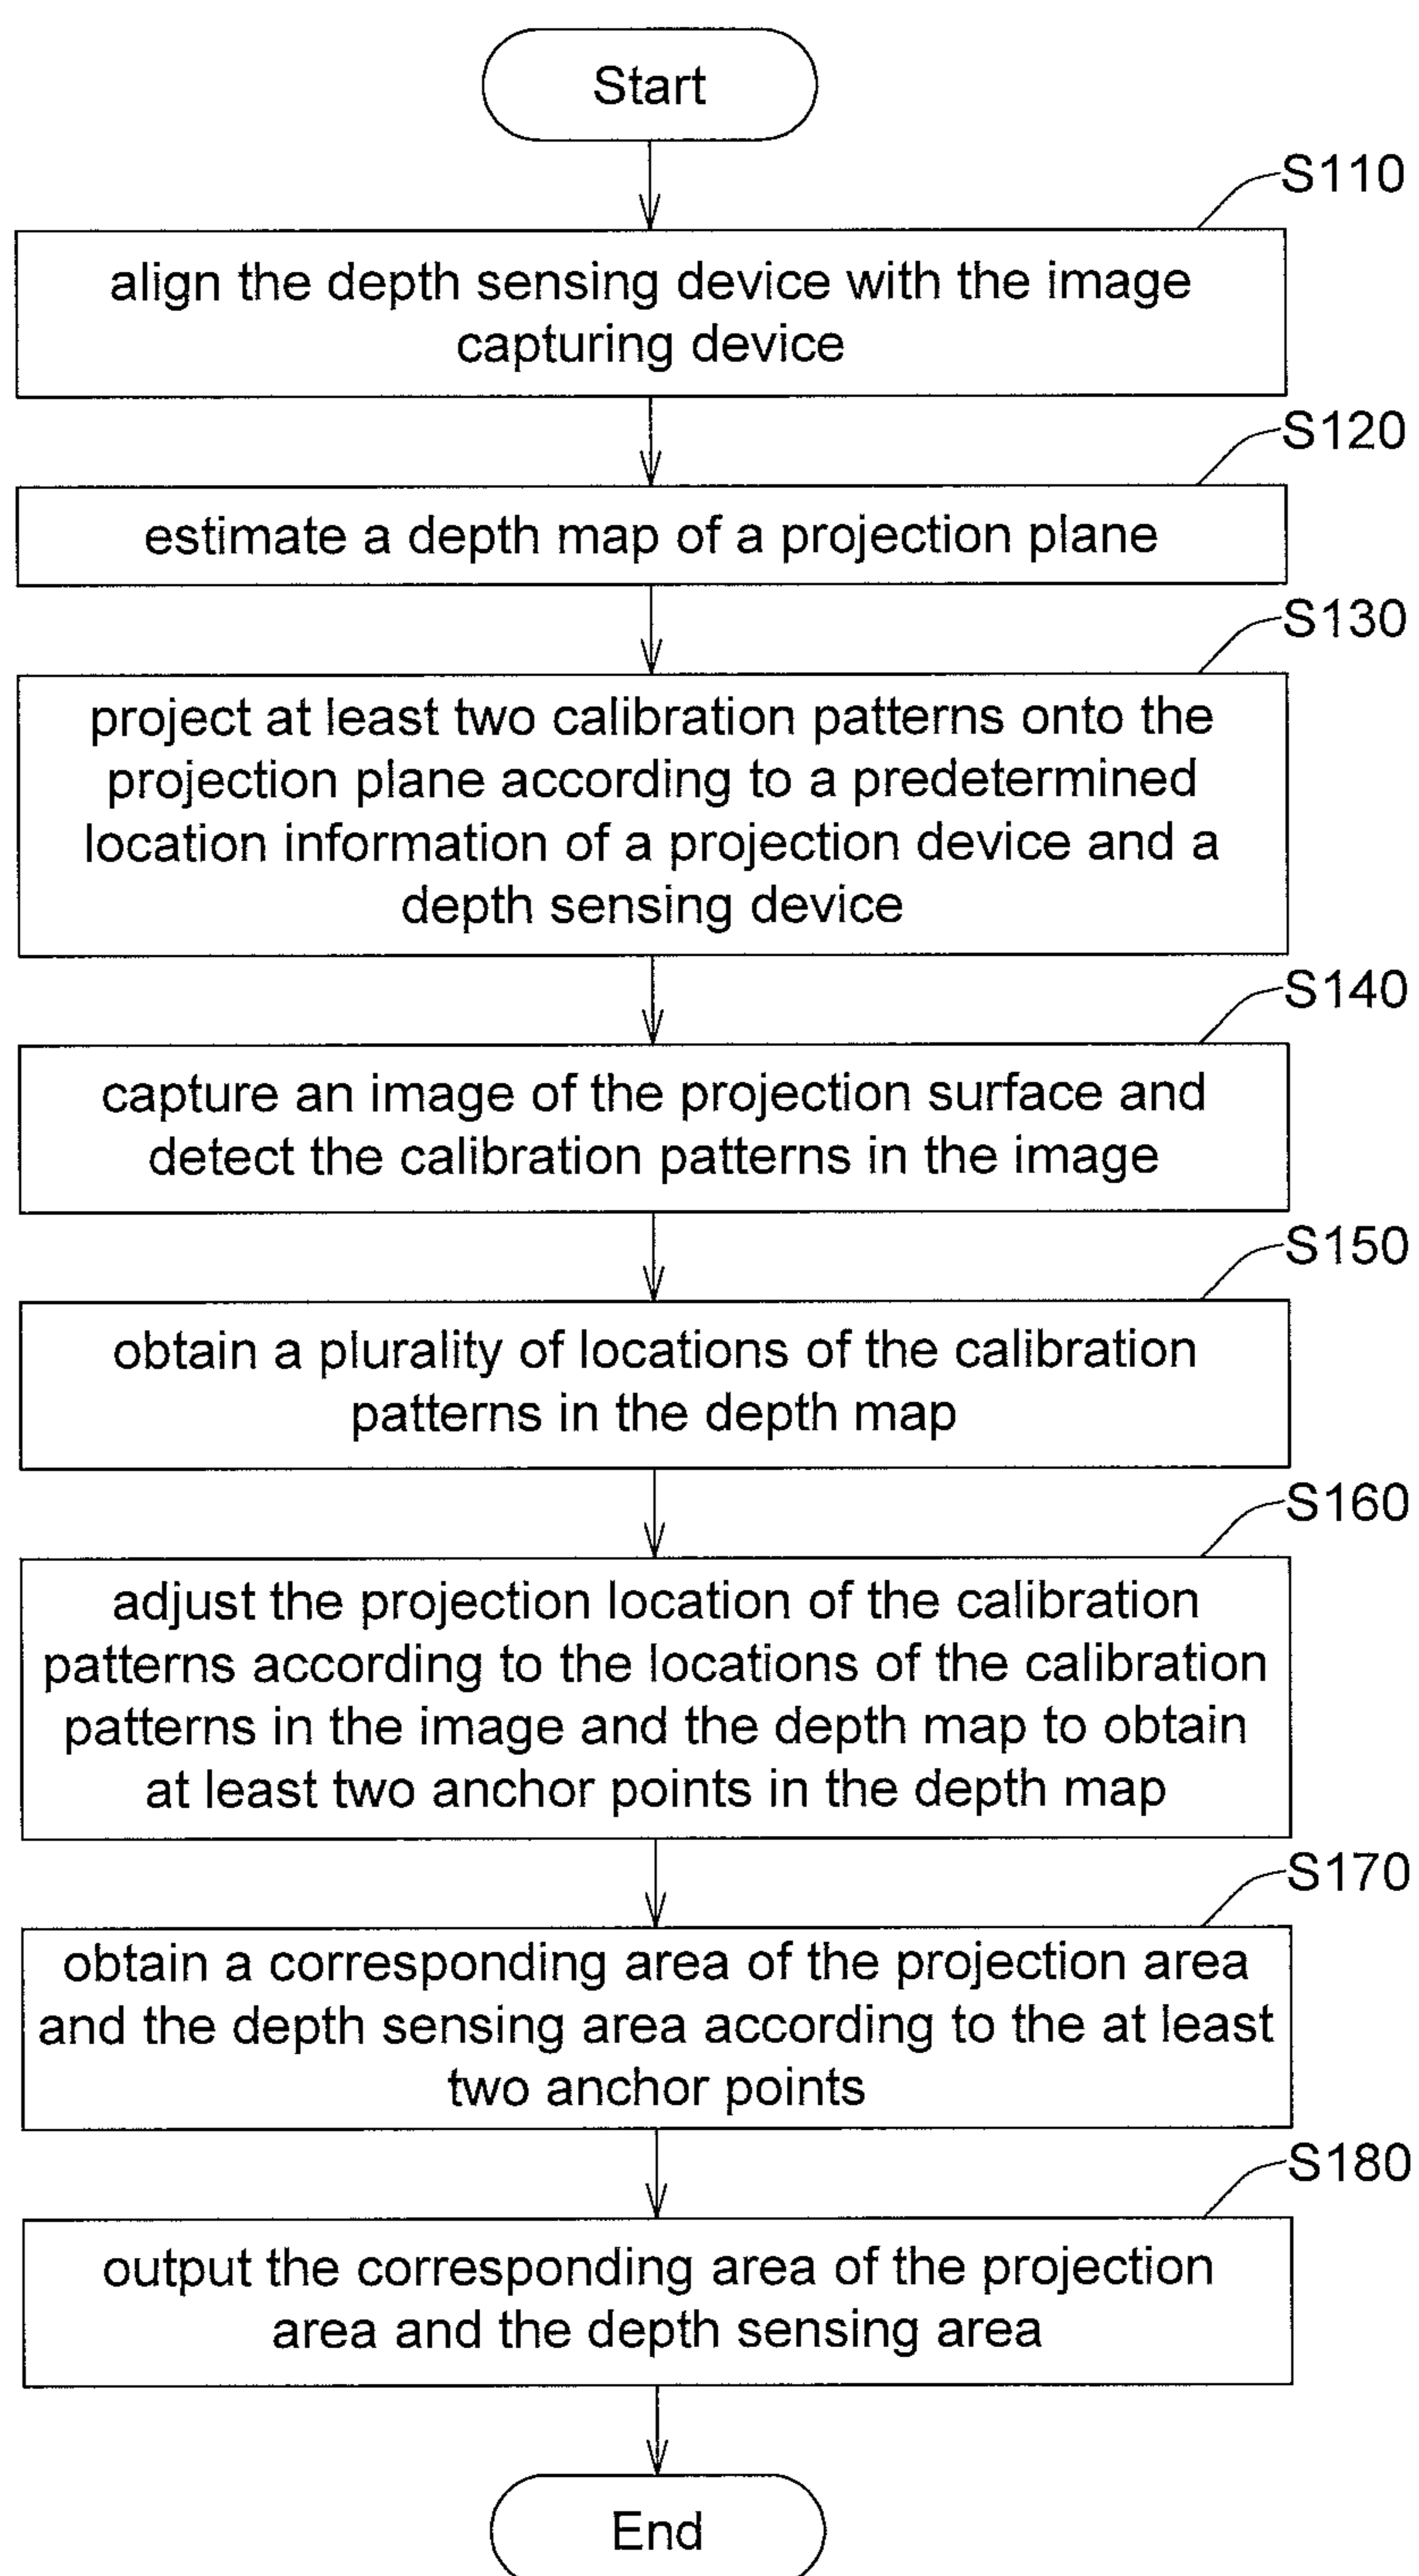 Start
S110
align the depth sensing device with the image
capturing device
S120
estimate a depth map of a projection plane
S130
project at least two calibration patterns onto the
projection plane according to a predetermined
location information of a projection device and a
depth sensing device
S140
capture an image of the projection surface and
detect the calibration patterns in the image
S150
obtain a plurality of locations of the calibration
patterns in the depth map
S160
adjust the projection location of the calibration
patterns according to the locations of the calibration
patterns in the image and the depth map to obtain
at least two anchor points in the depth map
S170
obtain a corresponding area of the projection area
and the depth sensing area according to the at least
two anchor points
S180
output the corresponding area of the projection
area and the depth sensing area
End